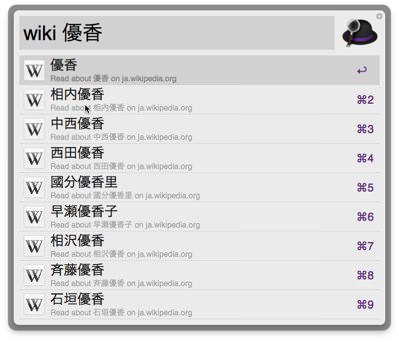 wiki 優香
優香
Read about 優香 on ja.wikipedia.org
↩
相内優香
Read about 相内優香 on ja.wikipedia.org
⌘2
中西優香
Read about 中西優香 on ja.wikipedia.org
⌘3
西田優香
Read about 西田優香 on ja.wikipedia.org
⌘4
國分優香里
Read about 國分優香里 on ja.wikipedia.org
⌘5
早瀬優香子
Read about 早瀬優香子 on ja.wikipedia.org
⌘6
相沢優香
Read about 相沢優香 on ja.wikipedia.org
⌘7
斉藤優香
Read about 斉藤優香 on ja.wikipedia.org
⌘8
石垣優香
Read about 石垣優香 on ja.wikipedia.org
⌘9